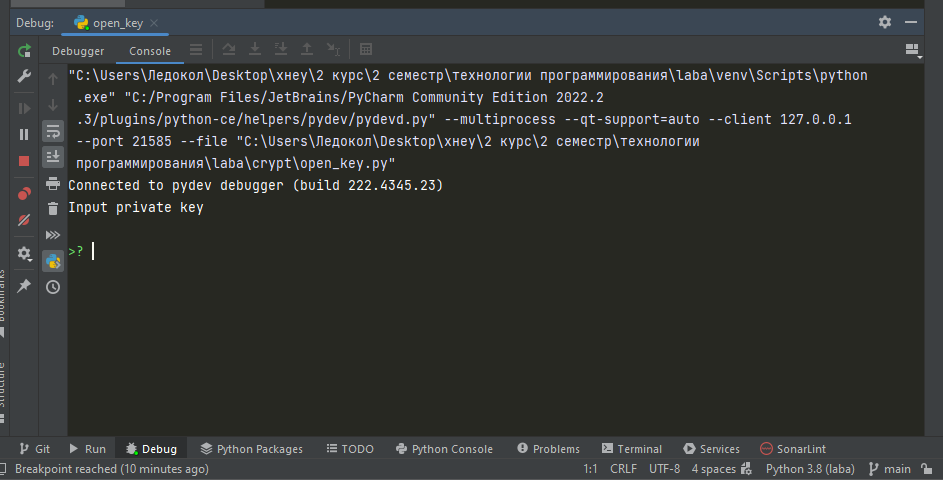 Debug:
open_key
Debugger
Console
"C:\Users\Ледокол\Desktop\хнеу\2 курс\2 семестр\технологии программирования\laba\venv\Scripts\python
.exe" "C:/Program Files/JetBrains/PyCharm Community Edition 2022.2
.3/plugins/python-ce/helpers/pydev/pydevd.py" --multiprocess --qt-support=auto --client 127.0.0.1
--port 21585 --file "C:\Users\Ледокол\Desktop\хнеу\2 курс\2 семестр\технологии
программирования\laba\crypt\open_key.py"
Connected to pydev debugger (build 222.4345.23)
Input private key
>?
Structure
Git
Run
Debug
Python Packages
TODO
Python Console
Problems
Terminal
Services
SonarLint
Breakpoint reached (10 minutes ago)
1:1
CRLF
UTF-8
4 spaces
Python 3.8 (laba)
main